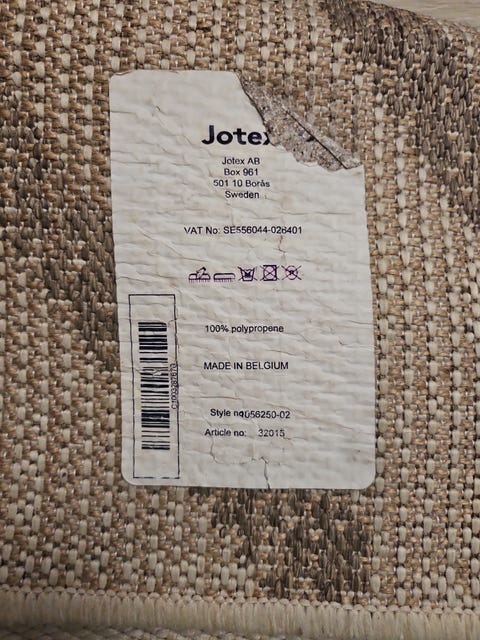 Jotex
Jotex AB
Box 961
501 10 Borås
Sweden
VAT No: SE556044-026401
100% polypropene
MADE IN BELGIUM
Style no: 1056250-02
Article no: 32015